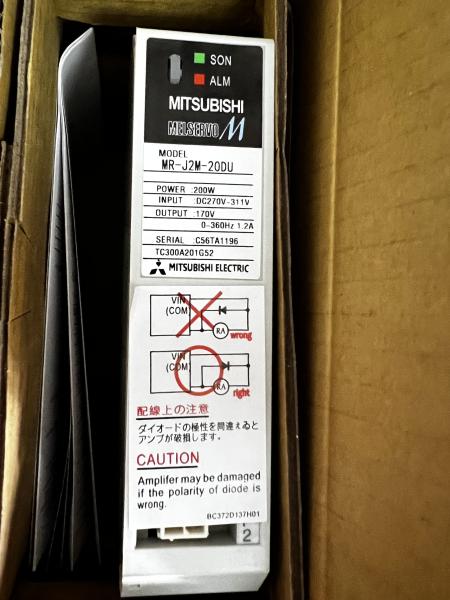 SON
ALM
MITSUBISHI
MELSERVO M
MODEL
MR-J2M-20DU
POWER :200W
INPUT :DC270V-311V
OUTPUT :170V
0-360Hz 1.2A
SERIAL :C56TA1196
TC300A201G52
MITSUBISHI ELECTRIC
VIN
(COM)
RA
wrong
VIN
(COM)
RA
right
配線上の注意
ダイオードの極性を間違えると
アンプが破損します。
CAUTION
Amplifer may be damaged
if the polarity of diode is
wrong.
BC372D137H01
2